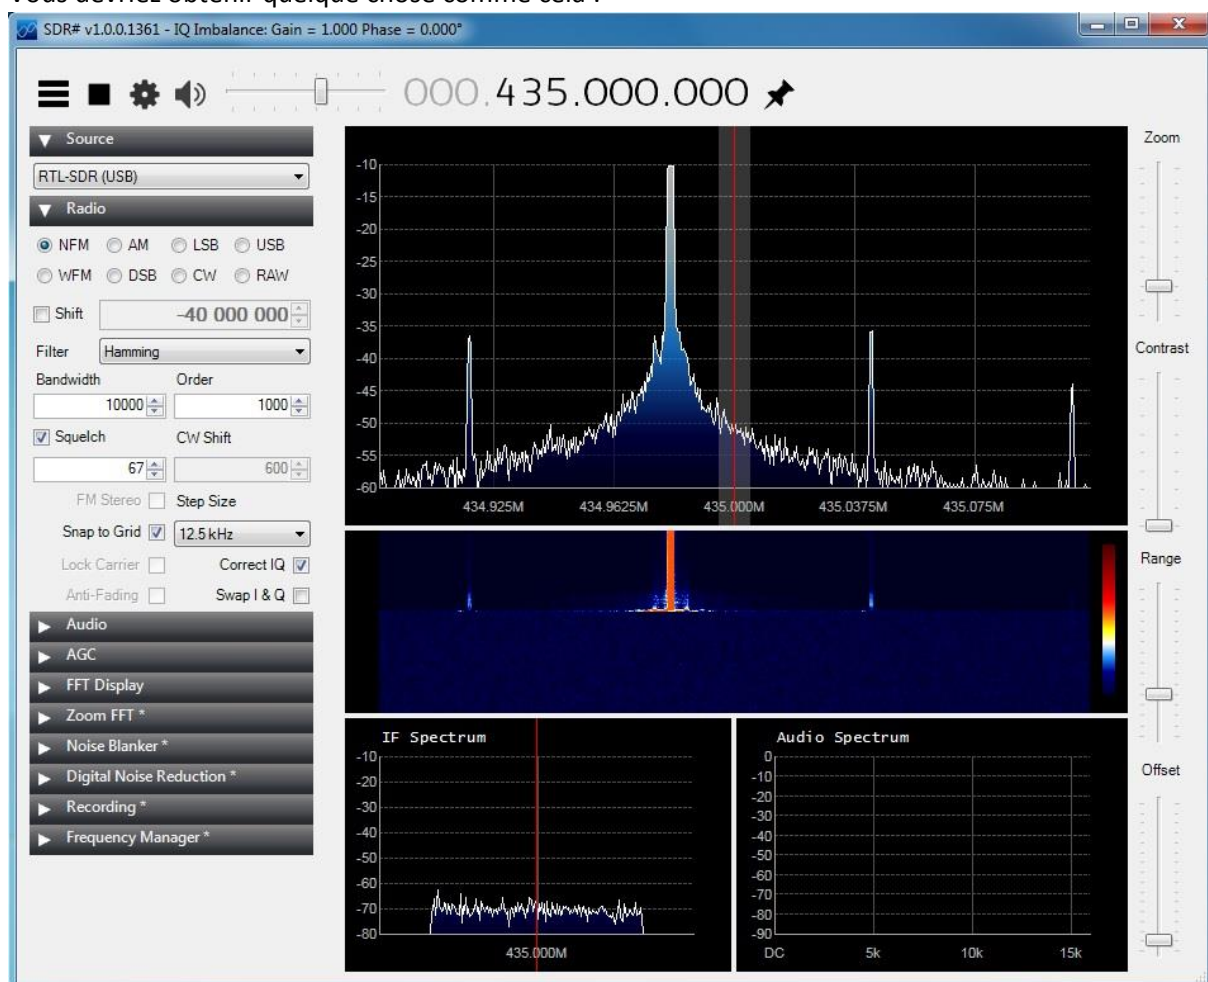 Vous devriez obtenir quelque chose comme cela :
SDR# v1.0.0.1361 - IQ Imbalance: Gain = 1.000 Phase = 0.000°
000.435.000.000
Source
RTL-SDR (USB)
Radio
NFM AM LSB USB
WFM DSB CW RAW
Shift -40 000 000
Filter Hamming
Bandwidth Order
10000 1000
Squelch CW Shift
67 600
FM Stereo Step Size
Snap to Grid 12.5 kHz
Lock Carrier Correct IQ
Anti-Fading Swap I & Q
Audio
AGC
FFT Display
Zoom FFT *
Noise Blanker *
Digital Noise Reduction *
Recording *
Frequency Manager *
-10
-15
-20
-25
-30
-35
-40
-45
-50
-55
-60
434.925M 434.9625M 435.000M 435.0375M 435.075M
IF Spectrum
-10
-20
-30
-40
-50
-60
-70
-80
435.000M
Audio Spectrum
0
-10
-20
-30
-40
-50
-60
-70
-80
-90
DC 5k 10k 15k
Zoom
Contrast
Range
Offset